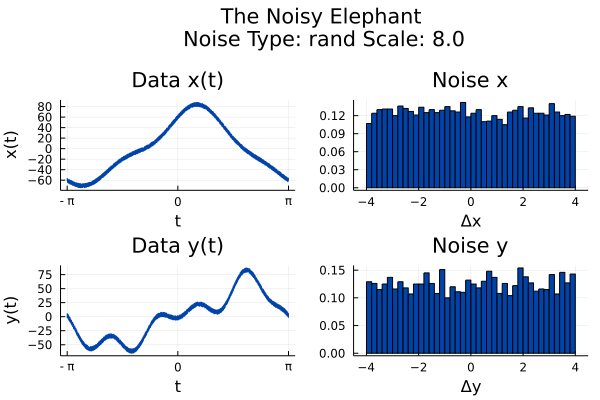 The Noisy Elephant
Noise Type: rand Scale: 8.0
Data x(t)
x(t)
80
60
40
20
0
−20
−40
−60
- π
0
π
t
Noise x
0.12
0.09
0.06
0.03
0.00
−4
−2
0
2
4
Δx
Data y(t)
y(t)
75
50
25
0
−25
−50
- π
0
π
t
Noise y
0.15
0.10
0.05
0.00
−4
−2
0
2
4
Δy